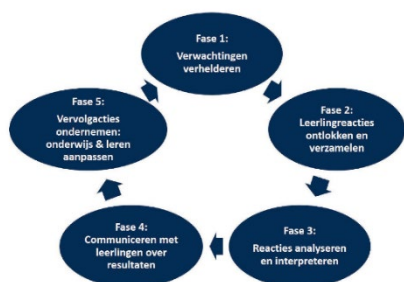 Fase 1:
Verwachtingen
verhelderen
Fase 2:
Leerlingreacties
ontlokken en
verzamelen
Fase 3:
Reacties analyseren
en interpreteren
Fase 4:
Communiceren met
leerlingen over
resultaten
Fase 5:
Vervolgacties
ondernemen:
onderwijs & leren
aanpassen